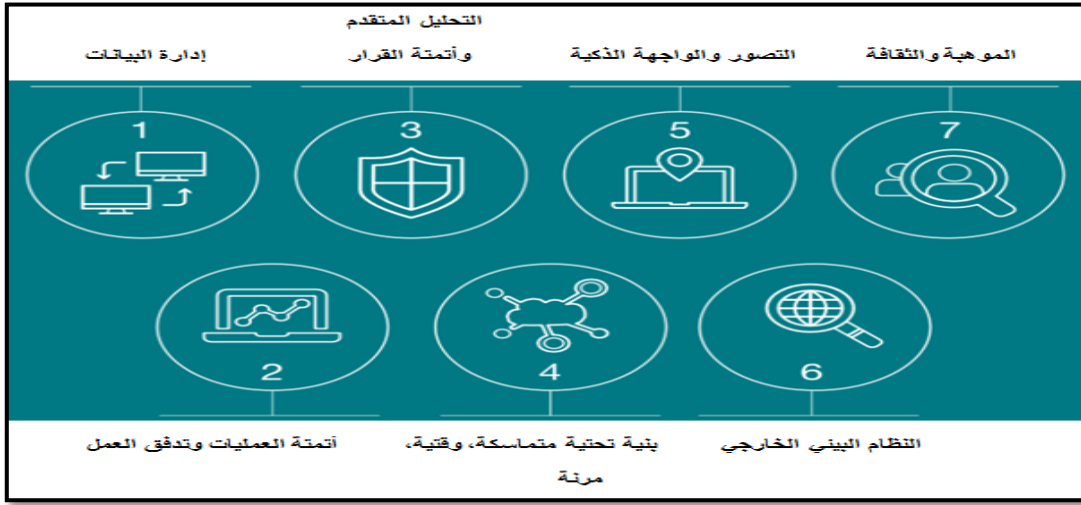 التحليل المتقدم
إدارة البيانات
وأتمتة القرار
التصور والواجهة الذكية
الموهبة والثقافة
1
3
5
7
2
4
6
أتمتة العمليات وتدفق العمل
بنية تحتية متماسكة، وقتية،
مرنة
النظام البيني الخارجي